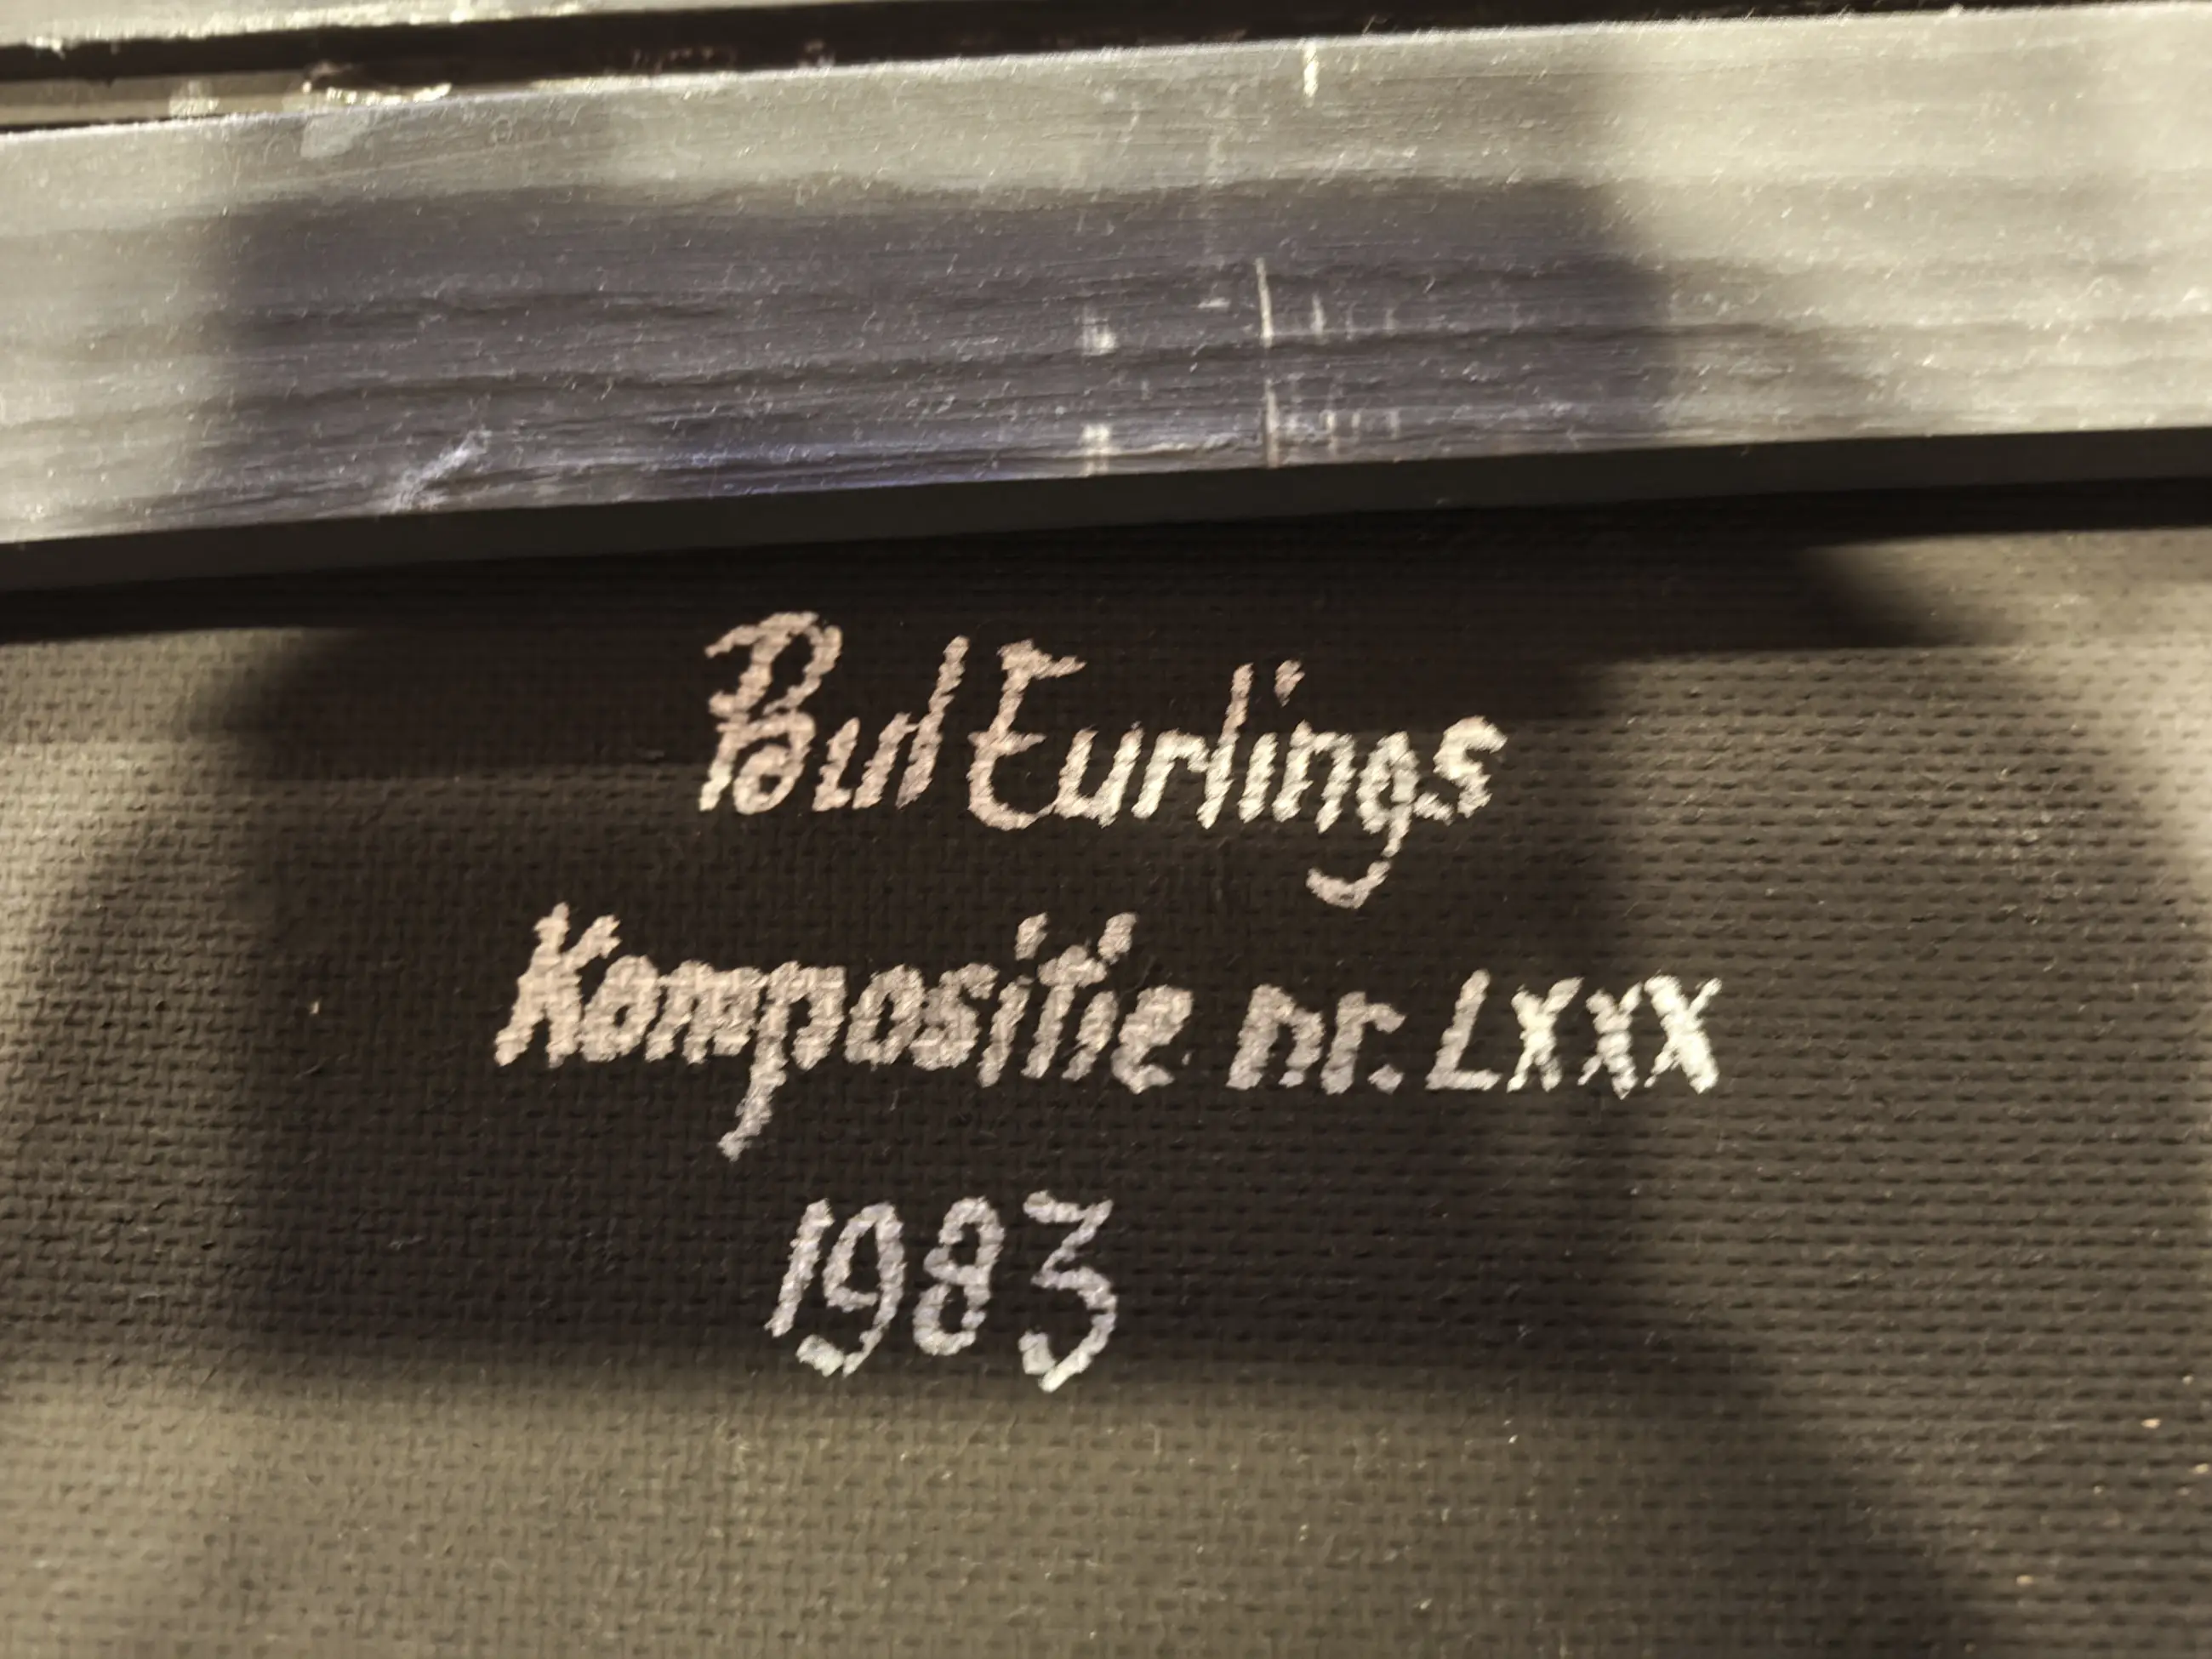 Paul Eurlings
Kompositie nr. LXXX
1983